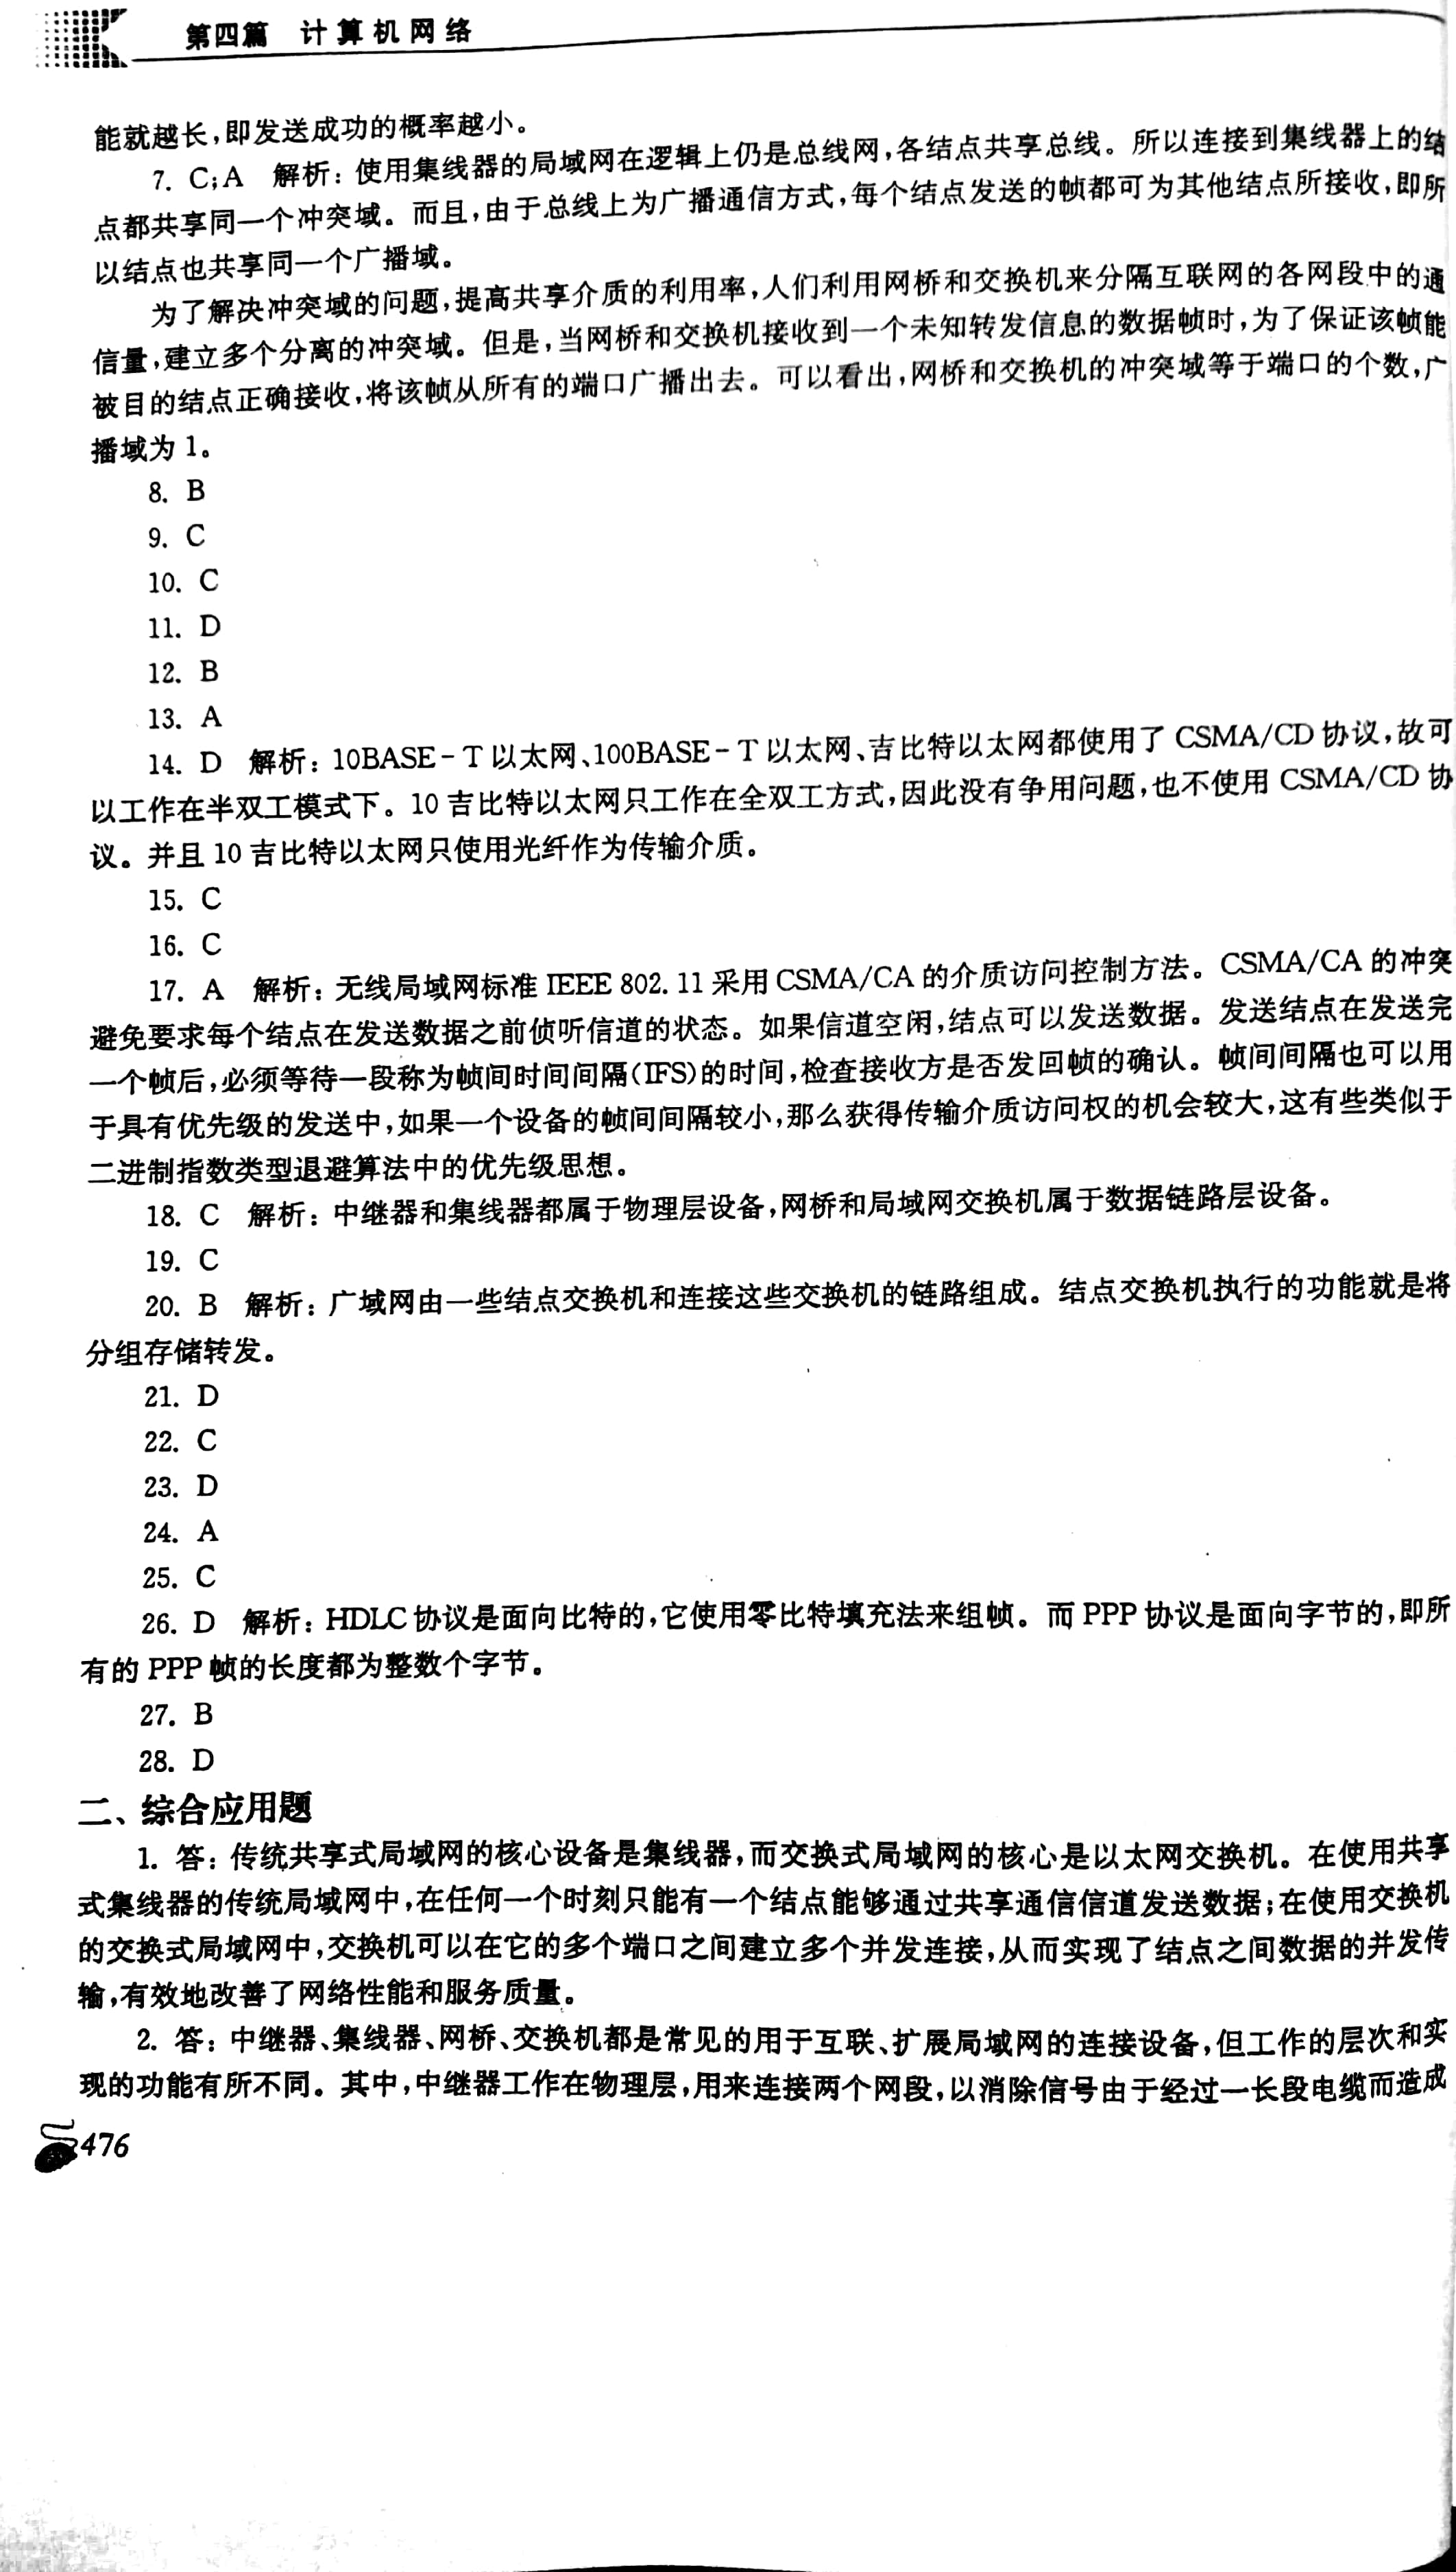 第四篇 计算机网络
能就越长,即发送成功的概率越小。
7. C;A 解析：使用集线器的局域网在逻辑上仍是总线网,各结点共享总线。所以连接到集线器上的结
点都共享同一个冲突域。而且,由于总线上为广播通信方式,每个结点发送的帧都可为其他结点所接收,即所
以结点也共享同一个广播域。
为了解决冲突域的问题,提高共享介质的利用率,人们利用网桥和交换机来分隔互联网的各网段中的通
信量,建立多个分离的冲突域。但是,当网桥和交换机接收到一个未知转发信息的数据帧时,为了保证该帧能
被目的结点正确接收,将该帧从所有的端口广播出去。可以看出,网桥和交换机的冲突域等于端口的个数,广
播域为 1。
8. B
9. C
10. C
11. D
12. B
13. A
14. D 解析：10BASE-T 以太网、100BASE-T 以太网、吉比特以太网都使用了 CSMA/CD 协议,故可
以工作在半双工模式下。10 吉比特以太网只工作在全双工方式,因此没有争用问题,也不使用 CSMA/CD 协
议。并且 10 吉比特以太网只使用光纤作为传输介质。
15. C
16. C
17. A 解析：无线局域网标准 IEEE 802.11 采用 CSMA/CA 的介质访问控制方法。CSMA/CA 的冲突
避免要求每个结点在发送数据之前侦听信道的状态。如果信道空闲,结点可以发送数据。发送结点在发送完
一个帧后,必须等待一段称为帧间时间间隔(IFS)的时间,检查接收方是否发回帧的确认。帧间间隔也可以用
于具有优先级的发送中,如果一个设备的帧间间隔较小,那么获得传输介质访问权的机会较大,这有些类似于
二进制指数类型退避算法中的优先级思想。
18. C 解析：中继器和集线器都属于物理层设备,网桥和局域网交换机属于数据链路层设备。
19. C
20. B 解析：广域网由一些结点交换机和连接这些交换机的链路组成。结点交换机执行的功能就是将
分组存储转发。
21. D
22. C
23. D
24. A
25. C
26. D 解析：HDLC 协议是面向比特的,它使用零比特填充法来组帧。而 PPP 协议是面向字节的,即所
有的 PPP 帧的长度都为整数个字节。
27. B
28. D
二、综合应用题
1. 答：传统共享式局域网的核心设备是集线器,而交换式局域网的核心是以太网交换机。在使用共享
式集线器的传统局域网中,在任何一个时刻只能有一个结点能够通过共享通信信道发送数据;在使用交换机
的交换式局域网中,交换机可以在它的多个端口之间建立多个并发连接,从而实现了结点之间数据的并发传
输,有效地改善了网络性能和服务质量。
2. 答：中继器、集线器、网桥、交换机都是常见的用于互联、扩展局域网的连接设备,但工作的层次和实
现的功能有所不同。其中,中继器工作在物理层,用来连接两个网段,以消除信号由于经过一长段电缆而造成
476